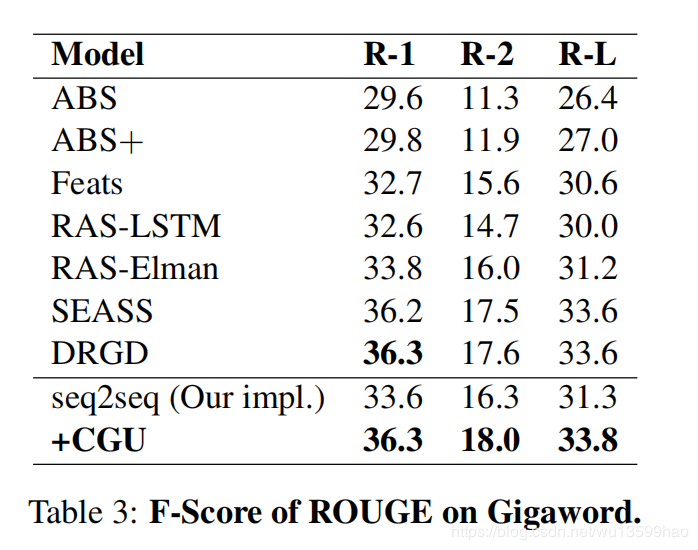 Model R-1 R-2 R-L
ABS 29.6 11.3 26.4
ABS+ 29.8 11.9 27.0
Feats 32.7 15.6 30.6
RAS-LSTM 32.6 14.7 30.0
RAS-Elman 33.8 16.0 31.2
SEASS 36.2 17.5 33.6
DRGD 36.3 17.6 33.6
seq2seq (Our impl.) 33.6 16.3 31.3
+CGU 36.3 18.0 33.8
Table 3: F-Score of ROUGE on Gigaword.
https://blog.csdn.net/wu13599hao